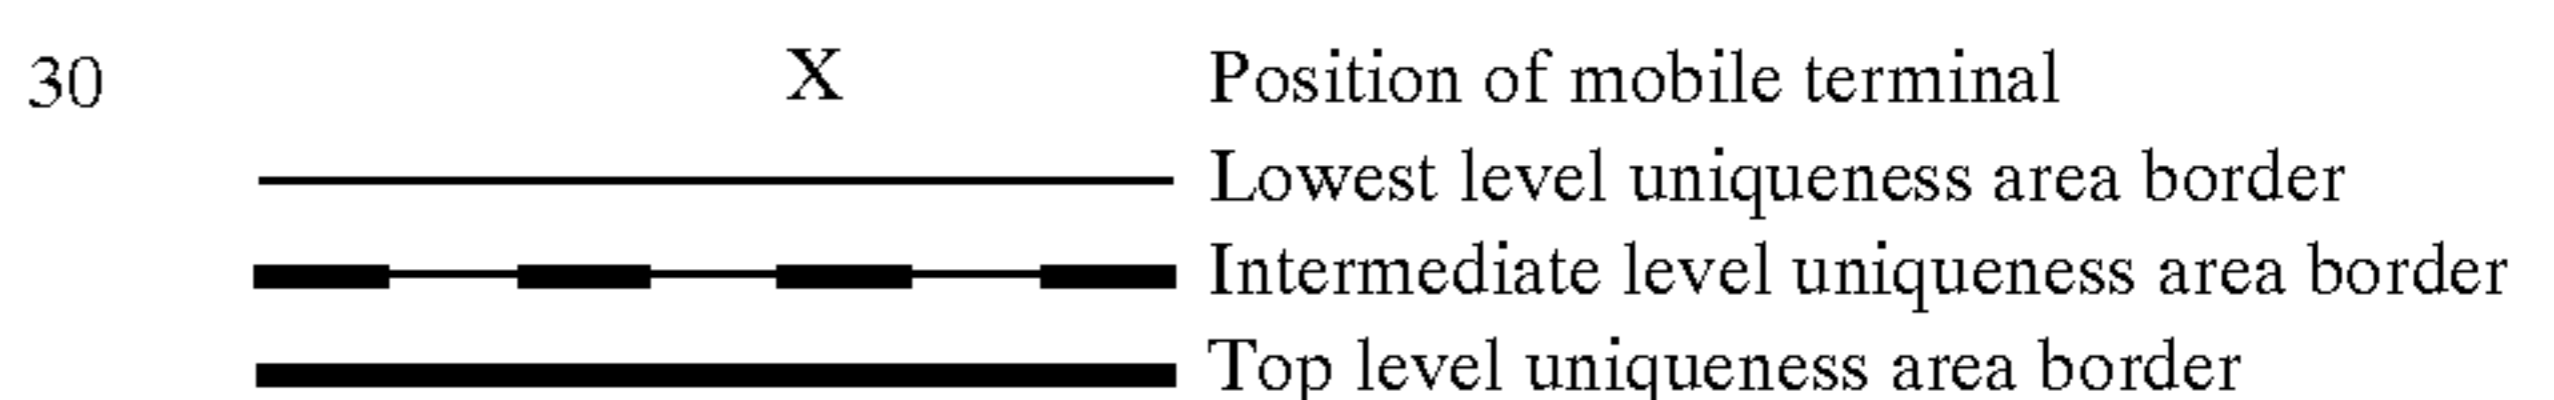 30 X Position of mobile terminal
Lowest level uniqueness area border
Intermediate level uniqueness area border
Top level uniqueness area border